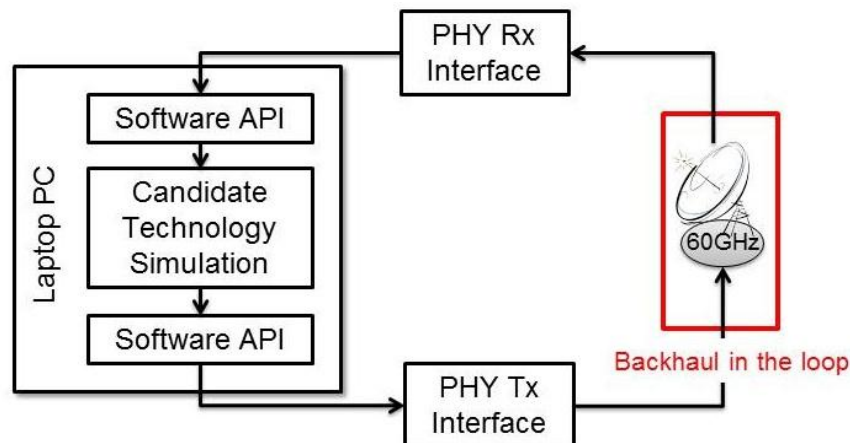 PHY Rx
Interface
Laptop PC
Software API
Candidate
Technology
Simulation
Software API
60GHz
Backhaul in the loop
PHY Tx
Interface